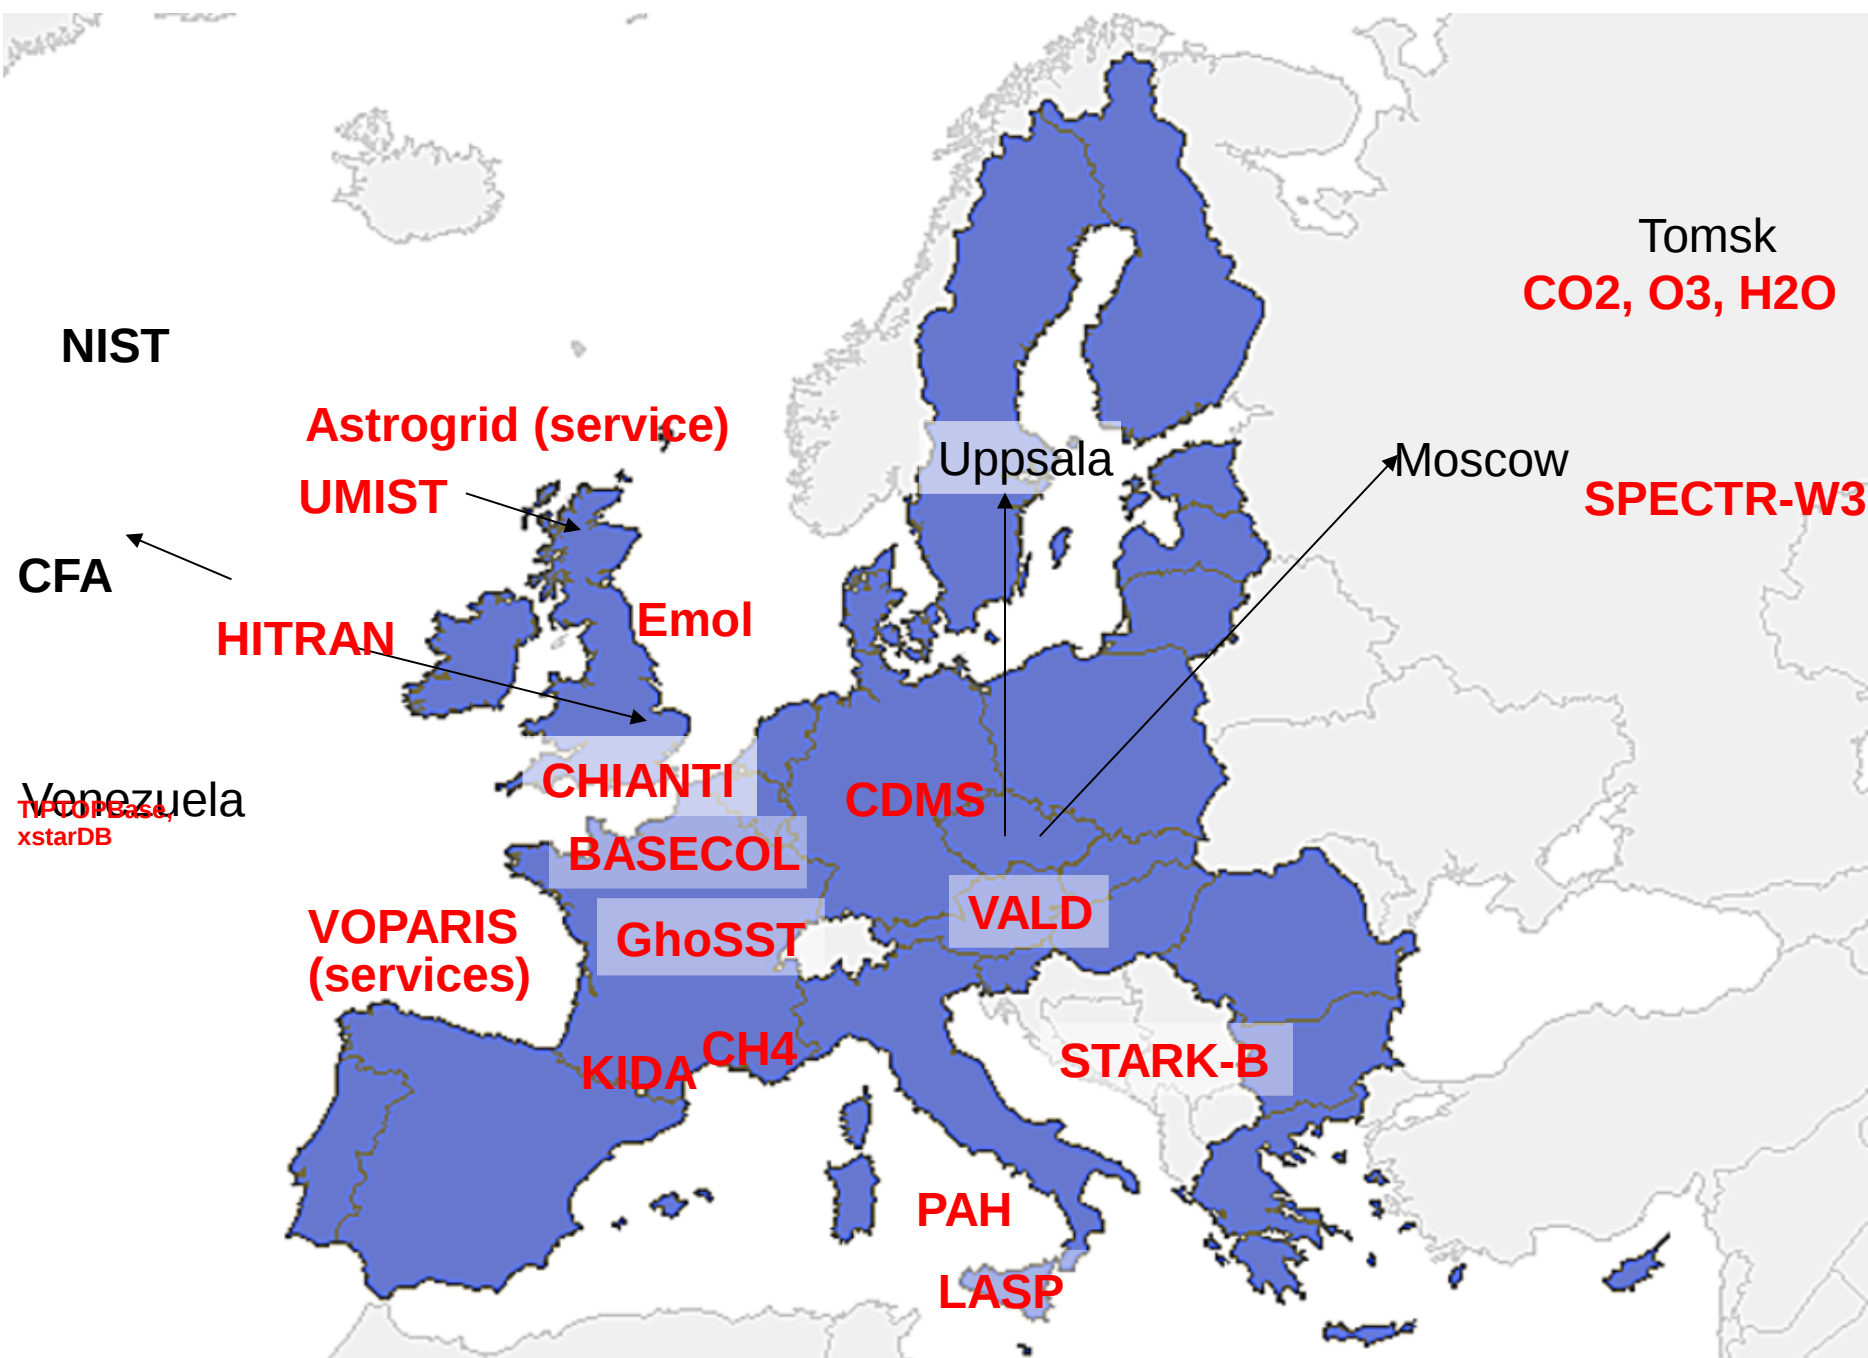 Tomsk
CO2, O3, H2O
NIST
Astrogrid (service)
Uppsala
Moscow
UMIST
SPECTR-W3
CFA
Emol
HITRAN
CHIANTI
CDMS
Venezuela
TIPTOPBase,
xstarDB
BASECOL
VALD
VOPARIS
(services)
GhoSST
CH4
KIDA
STARK-B
PAH
LASP